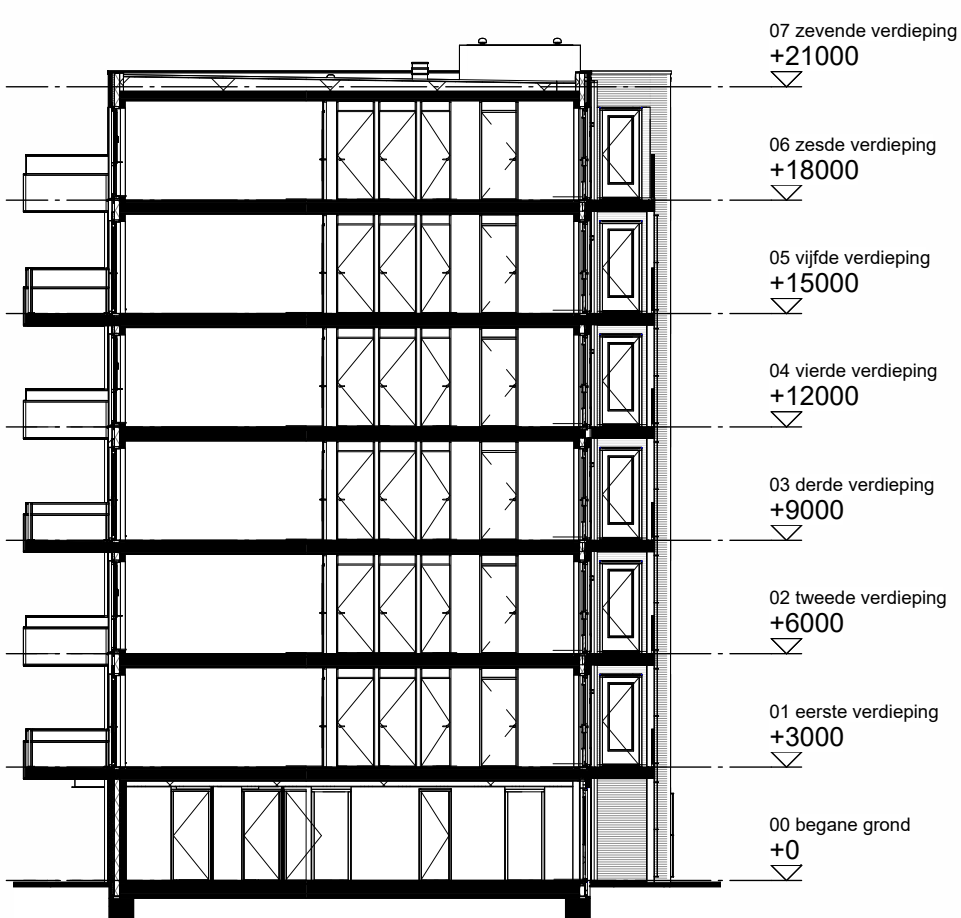 07 zevende verdieping
+21000
06 zesde verdieping
+18000
05 vijfde verdieping
+15000
04 vierde verdieping
+12000
03 derde verdieping
+9000
02 tweede verdieping
+6000
01 eerste verdieping
+3000
00 begane grond
+0